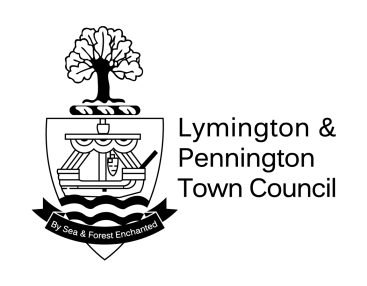 Lymington &
Pennington
Town Council
By Sea & Forest Enchanted